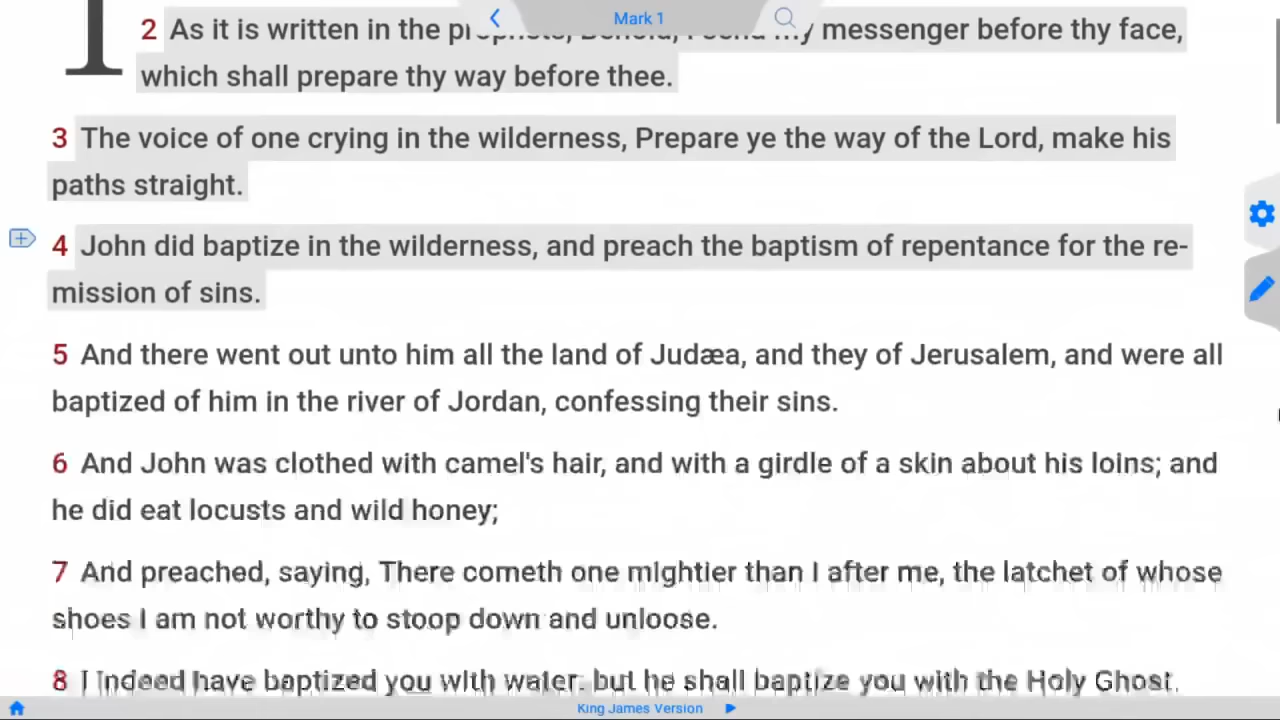 Mark 1
1
2 As it is written in the prophets, Behold, I send my messenger before thy face,
which shall prepare thy way before thee.
3 The voice of one crying in the wilderness, Prepare ye the way of the Lord, make his
paths straight.
4 John did baptize in the wilderness, and preach the baptism of repentance for the re-
mission of sins.
5 And there went out unto him all the land of Judæa, and they of Jerusalem, and were all
baptized of him in the river of Jordan, confessing their sins.
6 And John was clothed with camel's hair, and with a girdle of a skin about his loins; and
he did eat locusts and wild honey;
7 And preached, saying, There cometh one mightier than I after me, the latchet of whose
shoes I am not worthy to stoop down and unloose.
8 I indeed have baptized you with water: but he shall baptize you with the Holy Ghost.
King James Version